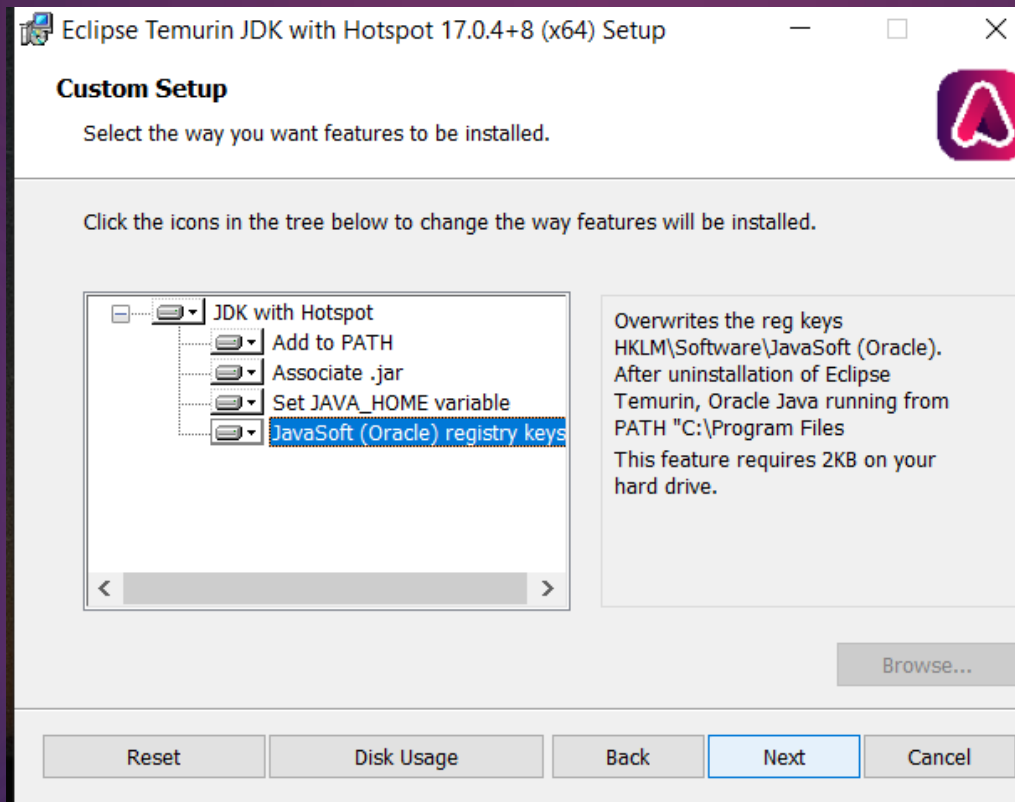 Eclipse Temurin JDK with Hotspot 17.0.4+8 (x64) Setup
Custom Setup
Select the way you want features to be installed.
Click the icons in the tree below to change the way features will be installed.
JDK with Hotspot
Add to PATH
Associate .jar
Set JAVA_HOME variable
JavaSoft (Oracle) registry keys
Overwrites the reg keys
HKLM\Software\JavaSoft (Oracle).
After uninstallation of Eclipse
Temurin, Oracle Java running from
PATH "C:\Program Files
This feature requires 2KB on your
hard drive.
Browse...
Reset
Disk Usage
Back
Next
Cancel